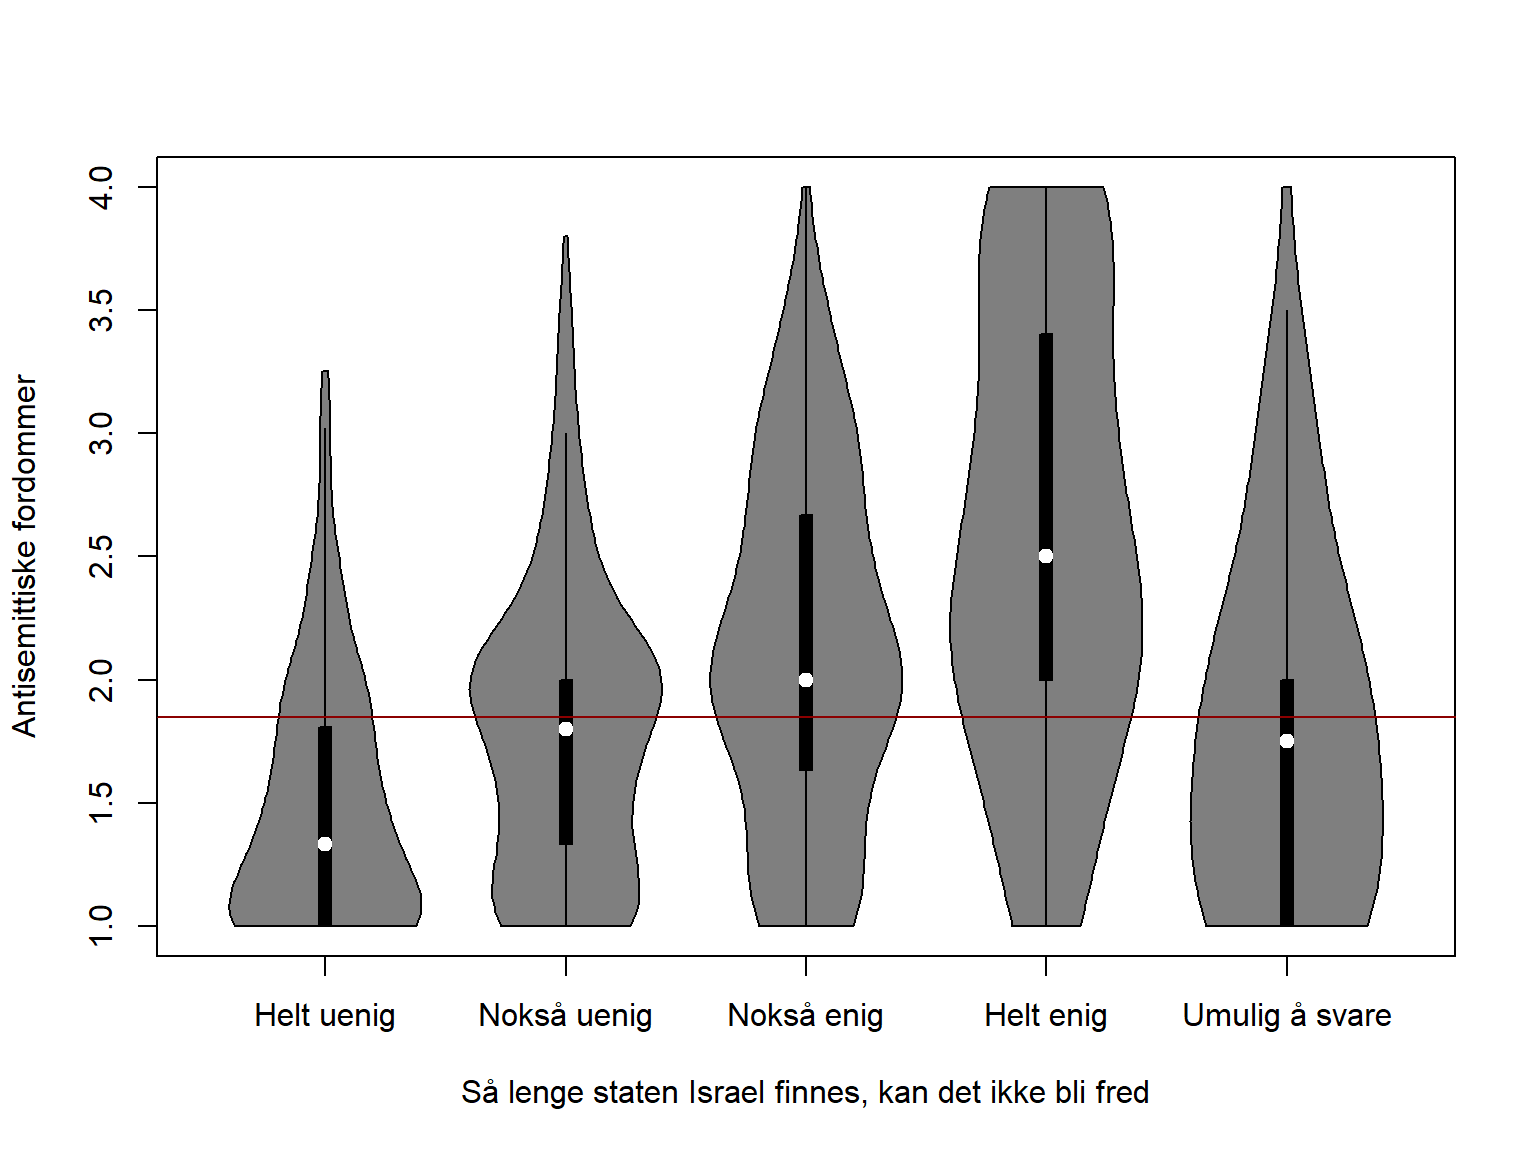 Antisemittiske fordommer
4.0
3.5
3.0
2.5
2.0
1.5
1.0
Helt uenig Nokså uenig Nokså enig Helt enig Umulig å svare
Så lenge staten Israel finnes, kan det ikke bli fred